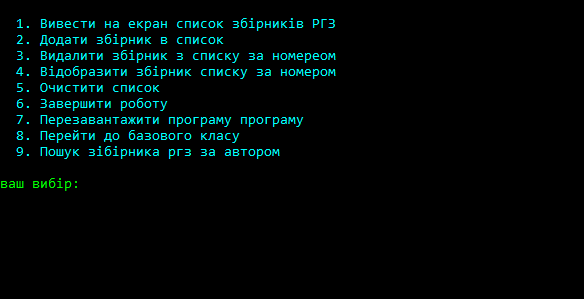 1. Вивести на екран список збірників РГЗ
2. Додати збірник в список
3. Видалити збірник з списку за номереом
4. Відобразити збірник списку за номером
5. Очистити список
6. Завершити роботу
7. Перезавантажити програму програму
8. Перейти до базового класу
9. Пошук зібірника ргз за автором
ваш вибір: